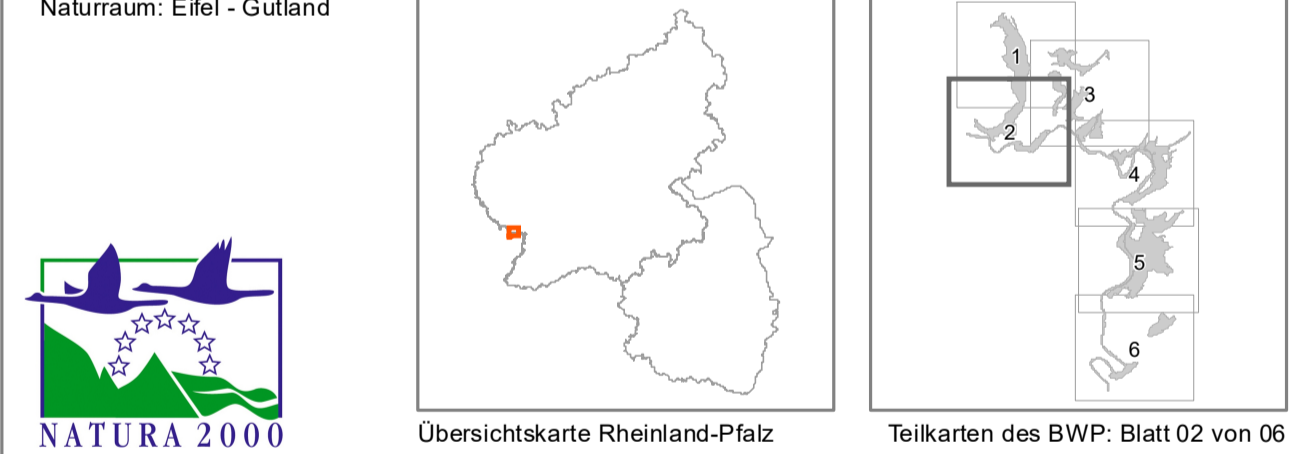 Naturraum: Eifel - Gutland
1
3
2
4
5
6
NATURA 2000
Übersichtskarte Rheinland-Pfalz
Teilkarten des BWP: Blatt 02 von 06